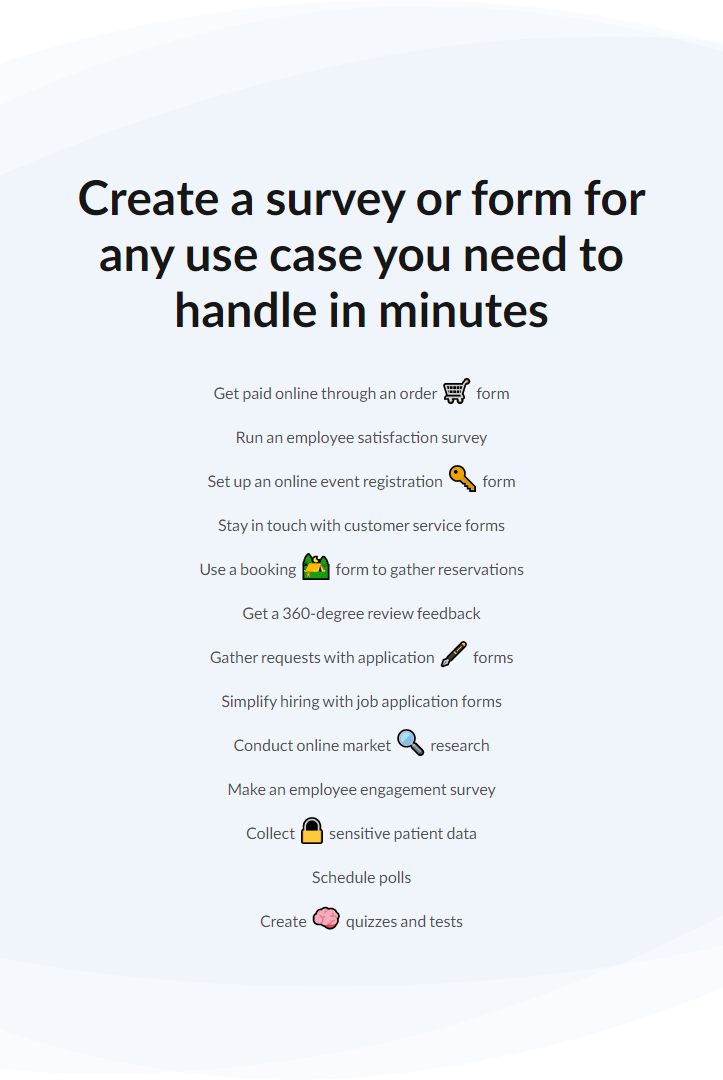 Create a survey or form for
any use case you need to
handle in minutes
Get paid online through an order 🛒 form
Run an employee satisfaction survey
Set up an online event registration 🔑 form
Stay in touch with customer service forms
Use a booking 🏕️ form to gather reservations
Get a 360-degree review feedback
Gather requests with application 🖋️ forms
Simplify hiring with job application forms
Conduct online market 🔍 research
Make an employee engagement survey
Collect 🔒 sensitive patient data
Schedule polls
Create 🧠 quizzes and tests